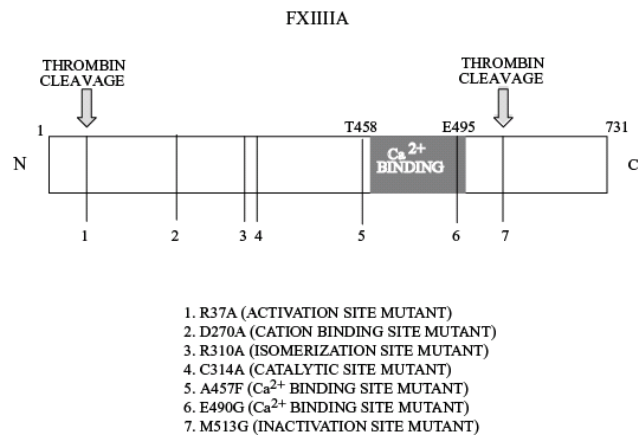 FXIIIIA
THROMBIN
CLEAVAGE
THROMBIN
CLEAVAGE
1
T458
E495
731
N
Ca2+
BINDING
C
1
2
3
4
5
6
7
1. R37A (ACTIVATION SITE MUTANT)
2. D270A (CATION BINDING SITE MUTANT)
3. R310A (ISOMERIZATION SITE MUTANT)
4. C314A (CATALYTIC SITE MUTANT)
5. A457F (Ca2+ BINDING SITE MUTANT)
6. E490G (Ca2+ BINDING SITE MUTANT)
7. M513G (INACTIVATION SITE MUTANT)